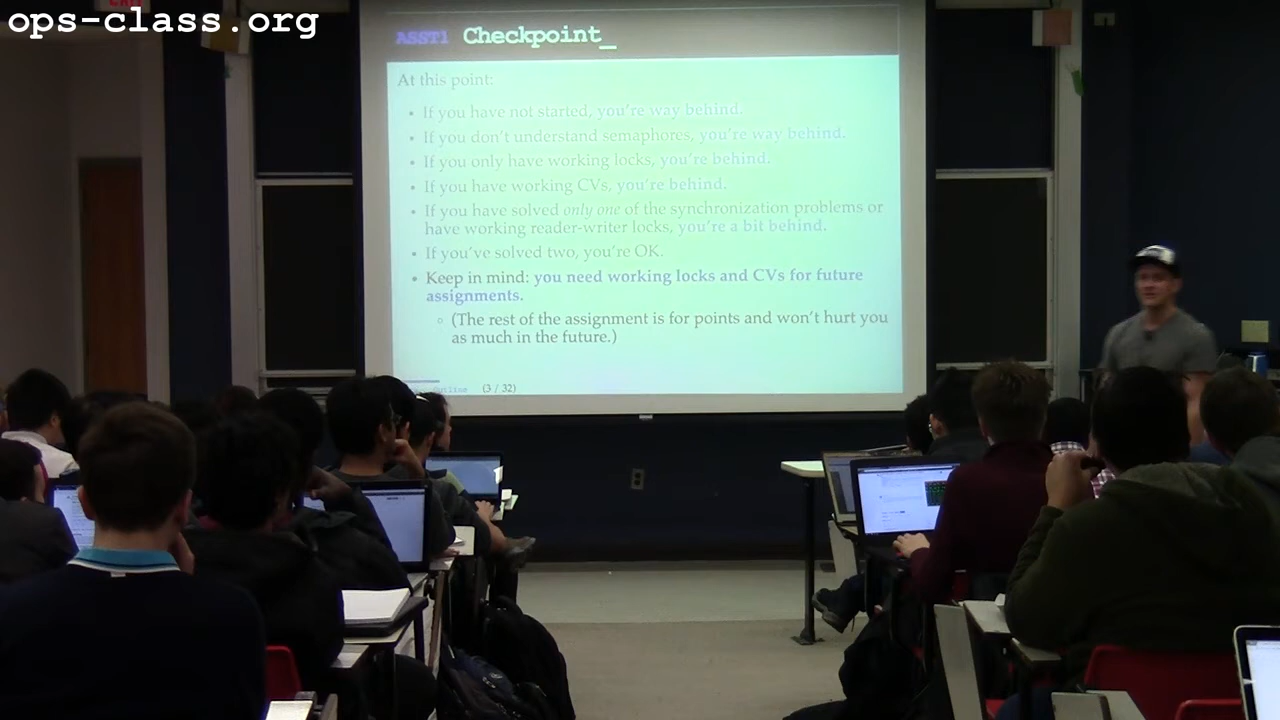 ops-class.org
ASST1 Checkpoint_
At this point:
• If you have not started, you're way behind.
• If you don't understand semaphores, you're way behind.
• If you only have working locks, you're behind.
• If you have working CVs, you're behind.
• If you have solved only one of the synchronization problems or
have working reader-writer locks, you're a bit behind.
• If you've solved two, you're OK.
• Keep in mind: you need working locks and CVs for future
assignments.
◦ (The rest of the assignment is for points and won't hurt you
as much in the future.)
(3 / 32)